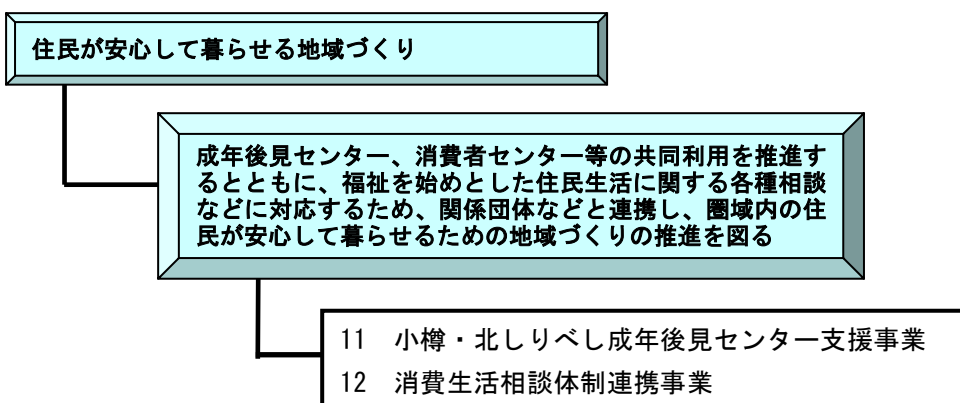 住民が安心して暮らせる地域づくり
成年後見センター、消費者センター等の共同利用を推進す
るとともに、福祉を始めとした住民生活に関する各種相談
などに対応するため、関係団体などと連携し、圏域内の住
民が安心して暮らせるための地域づくりの推進を図る
11　小樽・北しりべし成年後見センター支援事業
12　消費生活相談体制連携事業